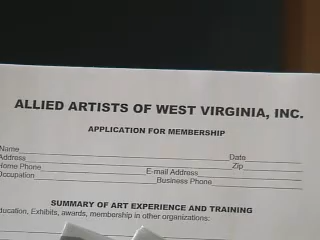 ALLIED ARTISTS OF WEST VIRGINIA, INC.
APPLICATION FOR MEMBERSHIP
Name Date
Address Zip
Home Phone E-mail Address
Occupation Business Phone
SUMMARY OF ART EXPERIENCE AND TRAINING
ducation, Exhibits, awards, membership in other organizations: